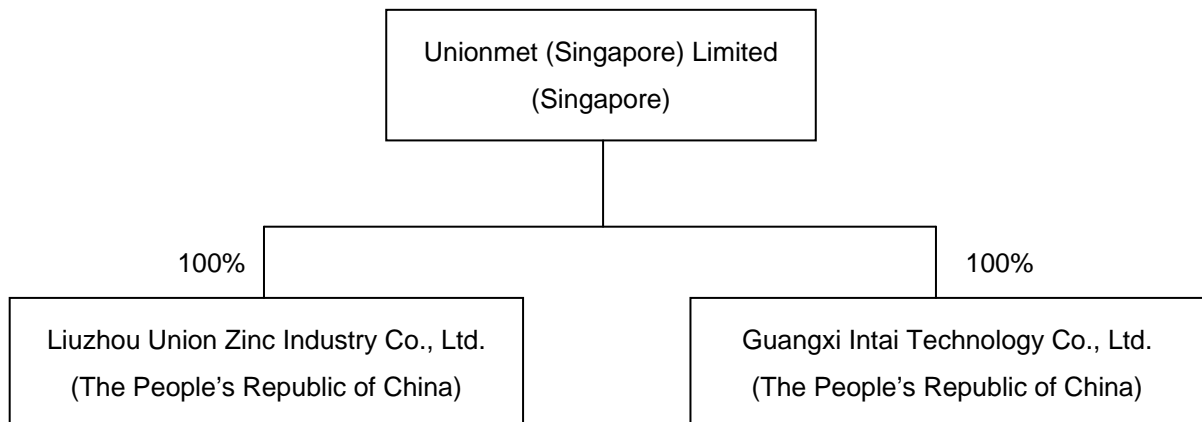 Unionmet (Singapore) Limited
(Singapore)
100%
100%
Liuzhou Union Zinc Industry Co., Ltd.
(The People’s Republic of China)
Guangxi Intai Technology Co., Ltd.
(The People’s Republic of China)